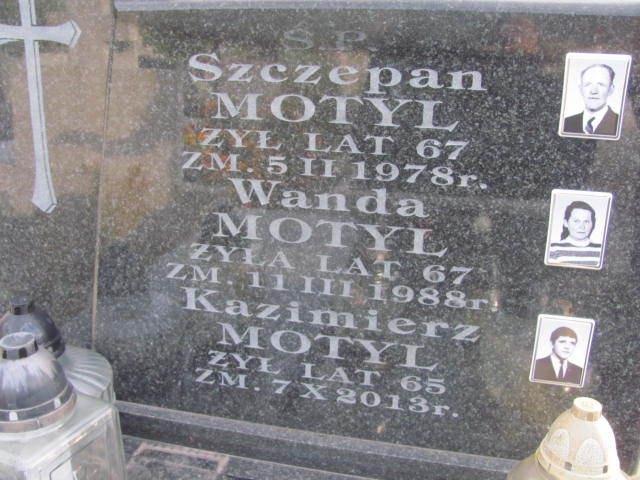 Ś.P.
Szczepan
MOTYL
ŻYŁ LAT 67
ZM. 5 II 1978r.
Wanda
MOTYL
ŻYŁA LAT 67
ZM. 11 III 1988r.
Kazimierz
MOTYL
ŻYŁ LAT 65
ZM. 7 X 2013r.